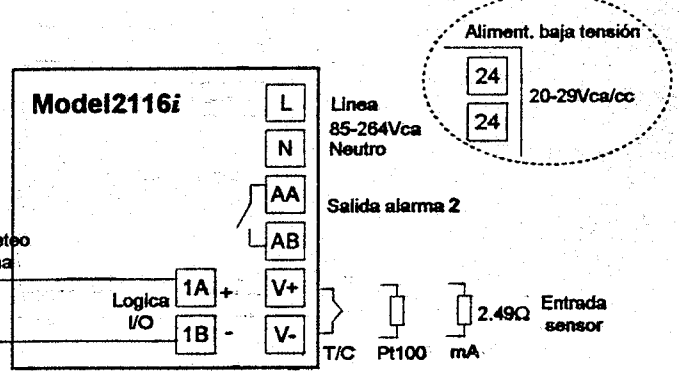 Aliment. baja tensión
24
20-29Vca/cc
24
Model2116i
L
Linea
85-264Vca
N
Neutro
AA
Salida alarma 2
AB
1A +
V+
Logica
I/O
1B -
V-
T/C
Pt100
mA
2.49Ω
Entrada
sensor